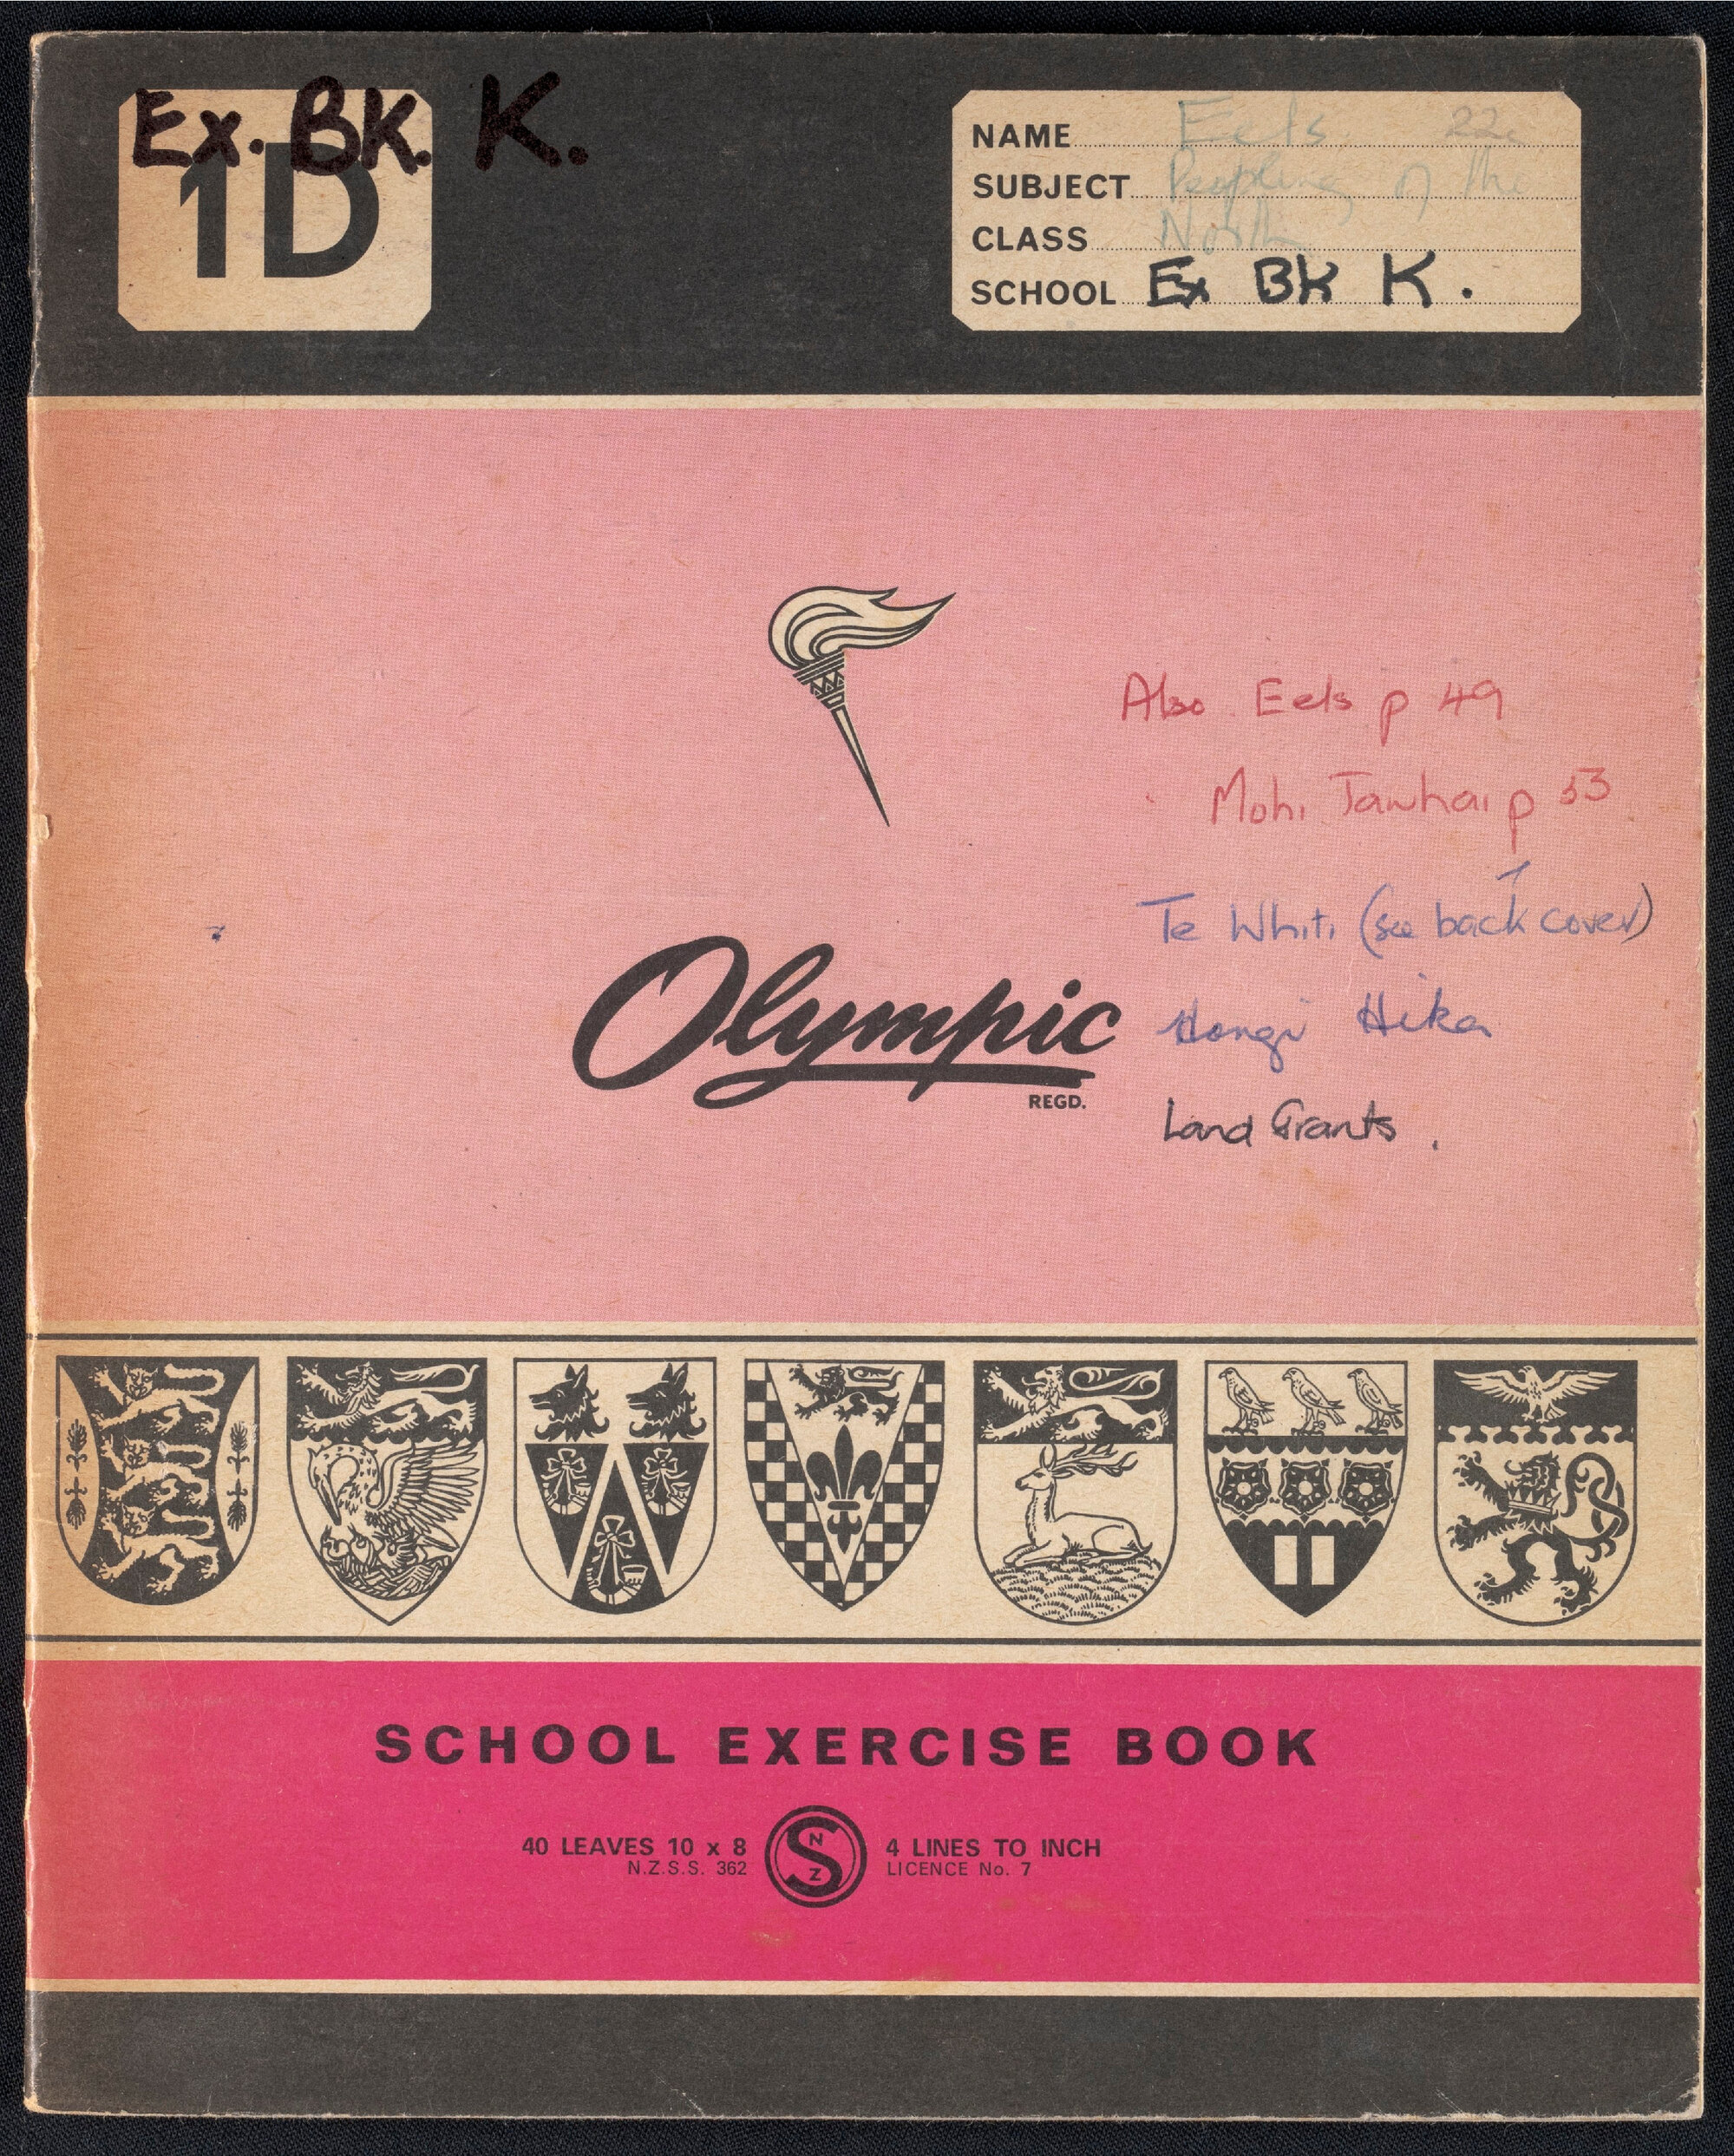 Ex. BK. K.
1D
NAME Eels. 22c
SUBJECT Peopling of the
CLASS North
SCHOOL Ex BK K.
Also Eels p 49
Mohi Tawhai p 53
Te Whiti (see back cover)
Hongi Hika
Land Grants.
Olympic
REGD.
SCHOOL EXERCISE BOOK
40 LEAVES 10 x 8
N.Z.S.S. 362
NZS
4 LINES TO INCH
LICENCE No. 7